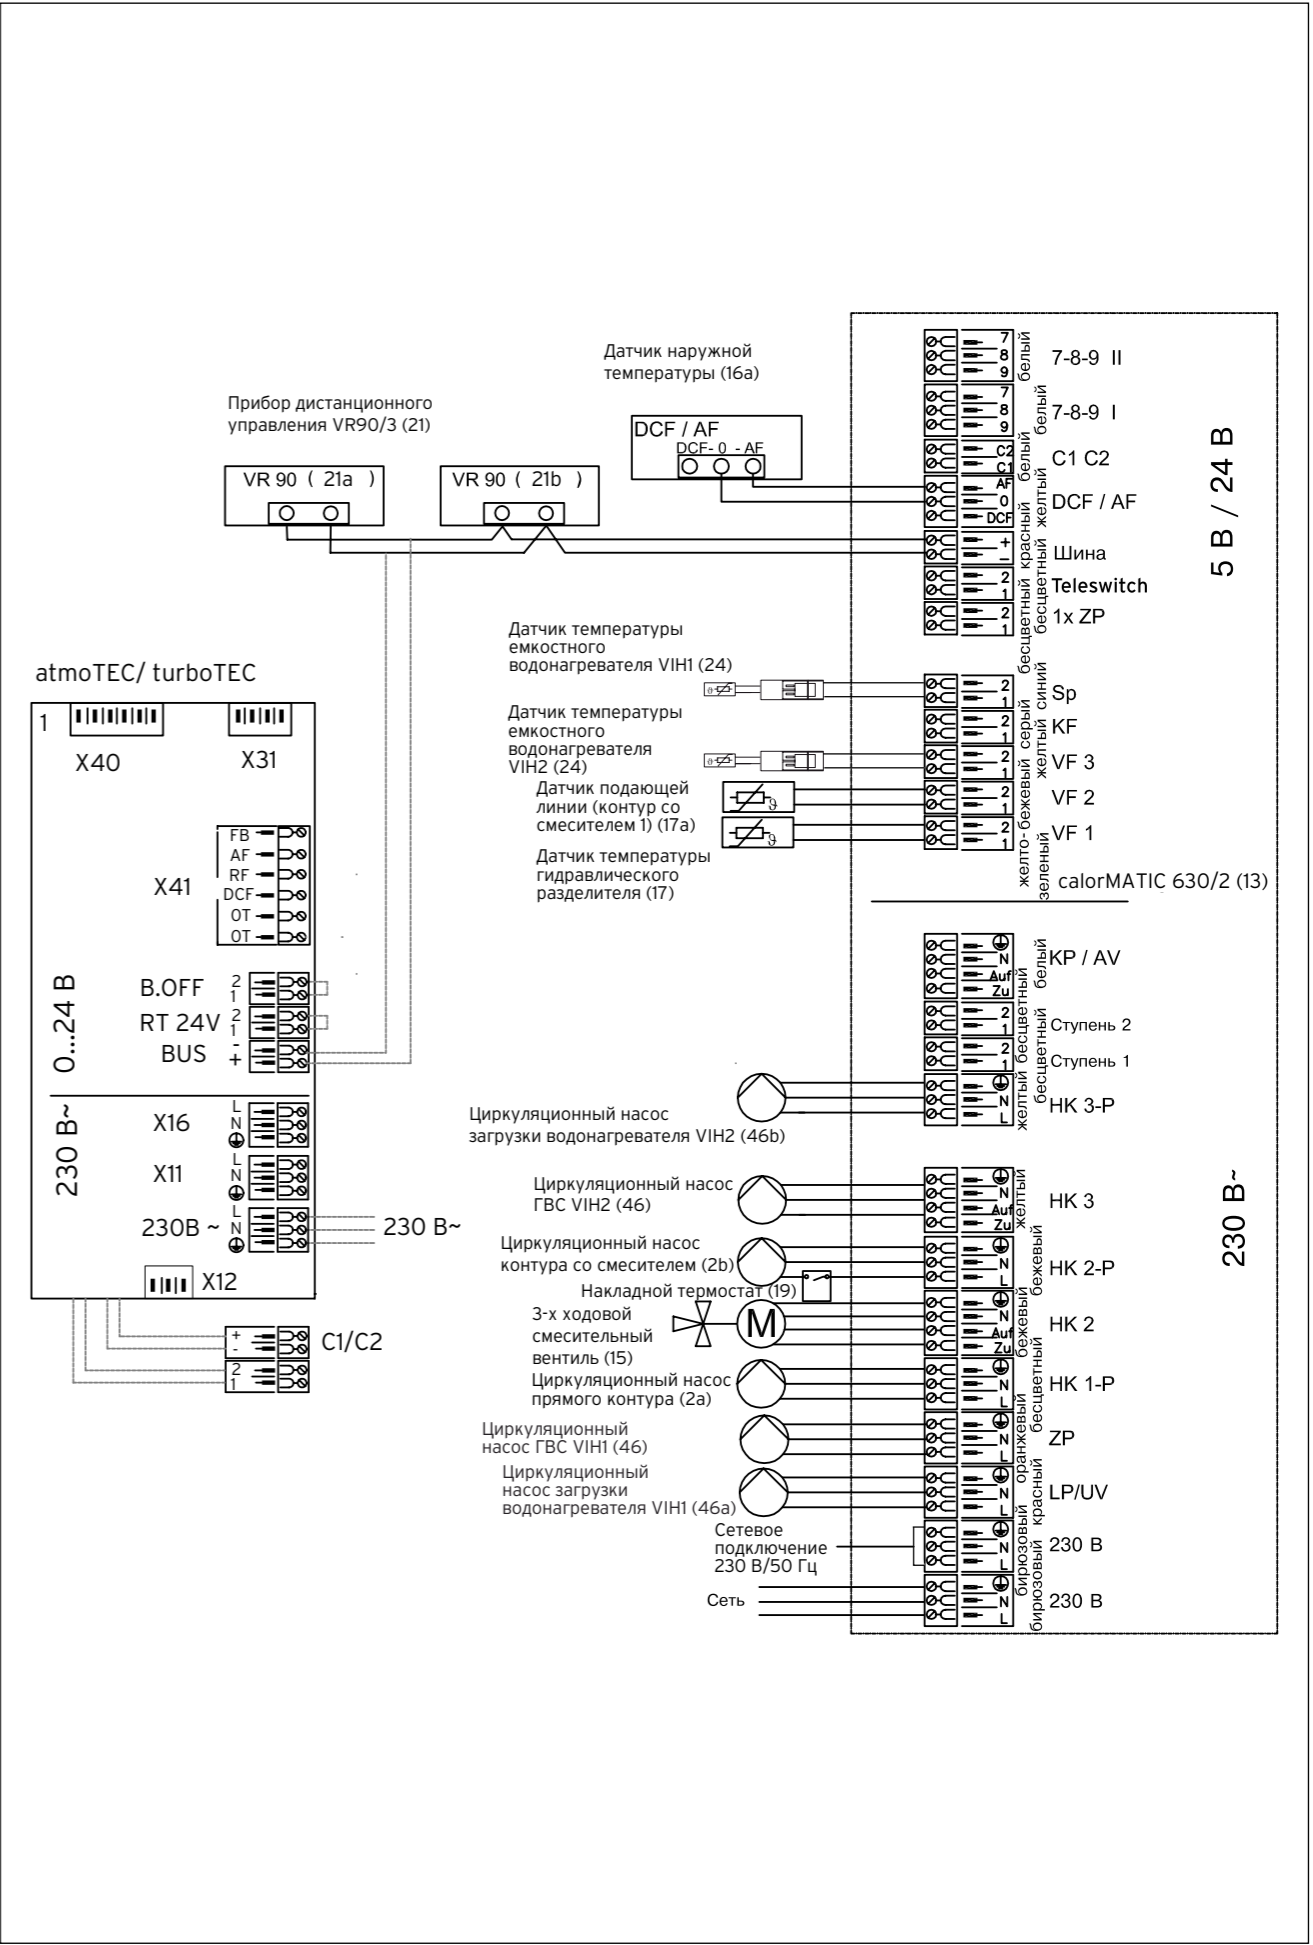 Датчик наружной
температуры (16a)
Прибор дистанционного
управления VR90/3 (21)
DCF / AF
DCF- 0 - AF
VR 90 ( 21a )
VR 90 ( 21b )
Датчик температуры
емкостного
водонагревателя VIH1 (24)
Датчик температуры
емкостного
водонагревателя
VIH2 (24)
Датчик подающей
линии (контур со
смесителем 1) (17a)
Датчик температуры
гидравлического
разделителя (17)
atmoTEC/ turboTEC
1
X40
X31
X41
FB
AF
RF
DCF
OT
OT
0...24 В
B.OFF
2
1
RT 24V
2
1
BUS
-
+
230 В~
X16
L
N
X11
L
N
230В ~
L
N
230 В~
X12
+
-
C1/C2
2
1
Циркуляционный насос
загрузки водонагревателя VIH2 (46b)
Циркуляционный насос
ГВС VIH2 (46)
Циркуляционный насос
контура со смесителем (2b)
Накладной термостат (19)
3-х ходовой
смесительный
вентиль (15)
M
Циркуляционный насос
прямого контура (2a)
Циркуляционный
насос ГВС VIH1 (46)
Циркуляционный
насос загрузки
водонагревателя VIH1 (46a)
Сетевое
подключение
230 В/50 Гц
Сеть
7
8
9
белый
7-8-9 II
7
8
9
белый
7-8-9 I
C2
C1
белый
C1 C2
AF
0
DCF
желтый
DCF / AF
+
-
красный
Шина
2
1
бесцветный
Teleswitch
2
1
бесцветный
1x ZP
5 В / 24 В
2
1
синий
Sp
2
1
серый
KF
2
1
желтый
VF 3
2
1
бежевый
VF 2
2
1
желто-
зеленый
VF 1
calorMATIC 630/2 (13)
N
Auf
Zu
белый
KP / AV
2
1
бесцветный
Ступень 2
2
1
бесцветный
Ступень 1
N
L
желтый
HK 3-P
N
Auf
Zu
желтый
HK 3
230 В~
N
L
бежевый
HK 2-P
N
Auf
Zu
бежевый
HK 2
N
L
бесцветный
HK 1-P
N
L
оранжевый
ZP
N
L
красный
LP/UV
N
L
бирюзовый
230 В
N
L
бирюзовый
230 В